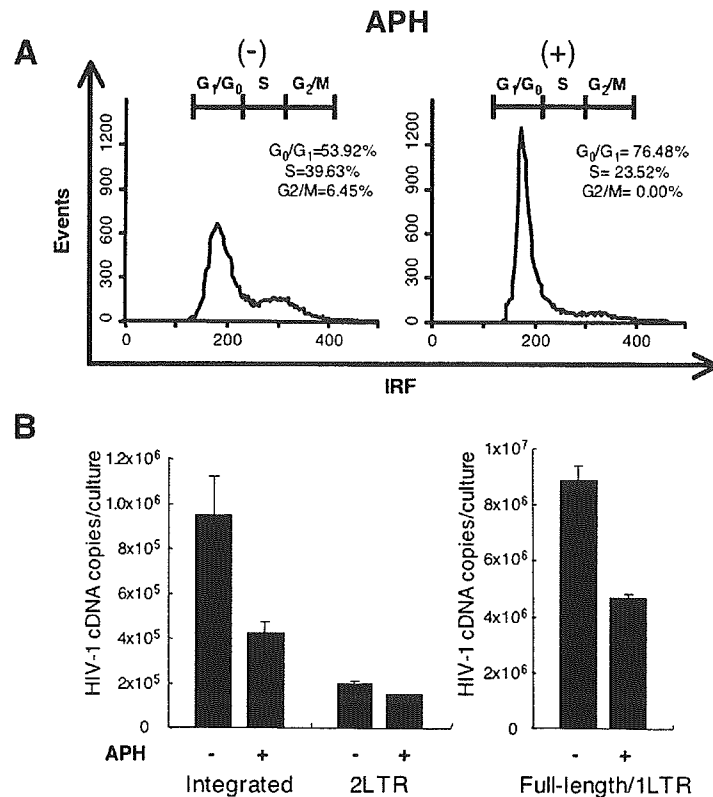 APH
A
(-)
(+)
G1/G0 S G2/M
G1/G0 S G2/M
G0/G1=53.92%
S=39.63%
G2/M=6.45%
G0/G1= 76.48%
S= 23.52%
G2/M= 0.00%
Events
1200
900
600
300
0
0 200 400
1200
900
600
300
0
0 200 400
IRF
B
HIV-1 cDNA copies/culture
1.2x10^6
1.0x10^6
8x10^5
6x10^5
4x10^5
2x10^5
0
HIV-1 cDNA copies/culture
1x10^7
8x10^6
6x10^6
4x10^6
2x10^6
0
APH - + - + - +
Integrated 2LTR Full-length/1LTR